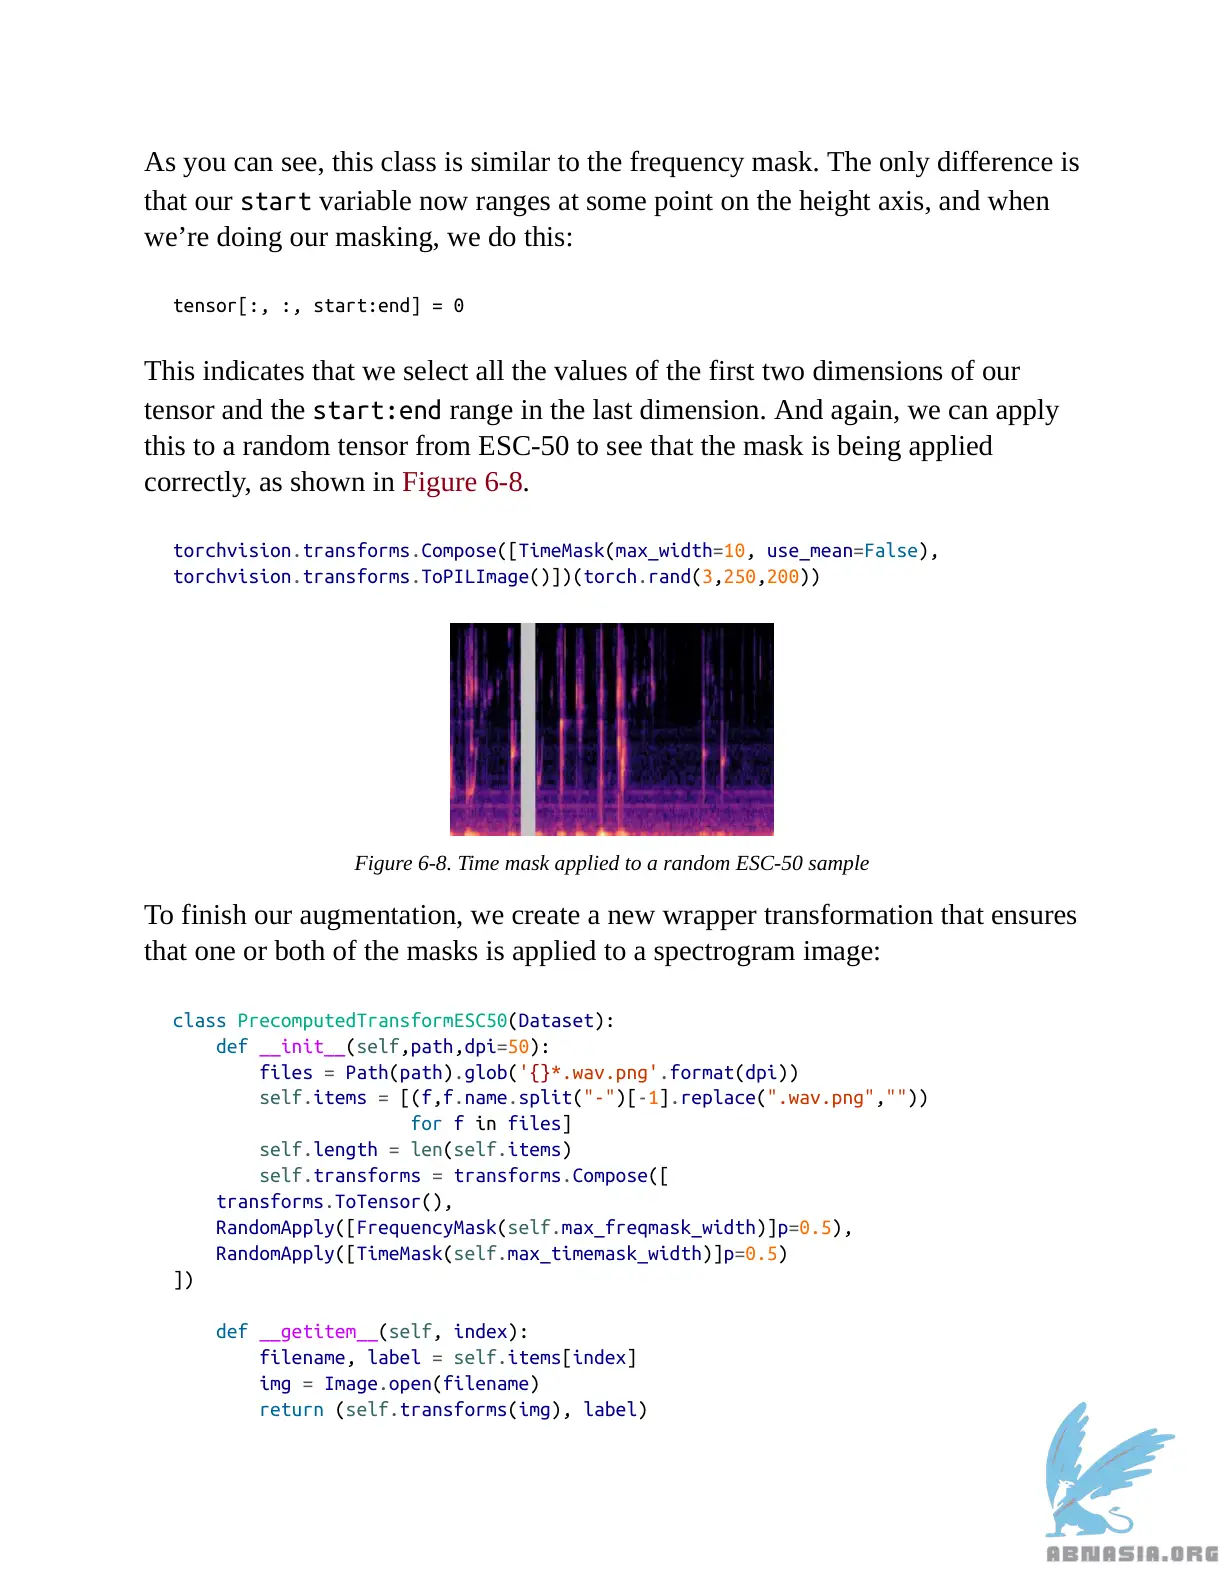 As you can see, this class is similar to the frequency mask. The only difference is
that our start variable now ranges at some point on the height axis, and when
we’re doing our masking, we do this:
tensor[:, :, start:end] = 0
This indicates that we select all the values of the first two dimensions of our
tensor and the start:end range in the last dimension. And again, we can apply
this to a random tensor from ESC-50 to see that the mask is being applied
correctly, as shown in Figure 6-8.
torchvision.transforms.Compose([TimeMask(max_width=10, use_mean=False),
torchvision.transforms.ToPILImage()])(torch.rand(3,250,200))
Figure 6-8. Time mask applied to a random ESC-50 sample
To finish our augmentation, we create a new wrapper transformation that ensures
that one or both of the masks is applied to a spectrogram image:
class PrecomputedTransformESC50(Dataset):
    def __init__(self,path,dpi=50):
        files = Path(path).glob('{}*.wav.png'.format(dpi))
        self.items = [(f,f.name.split("-")[-1].replace(".wav.png",""))
                      for f in files]
        self.length = len(self.items)
        self.transforms = transforms.Compose([
    transforms.ToTensor(),
    RandomApply([FrequencyMask(self.max_freqmask_width)]p=0.5),
    RandomApply([TimeMask(self.max_timemask_width)]p=0.5)
])
    def __getitem__(self, index):
        filename, label = self.items[index]
        img = Image.open(filename)
        return (self.transforms(img), label)
ABNASIA.ORG